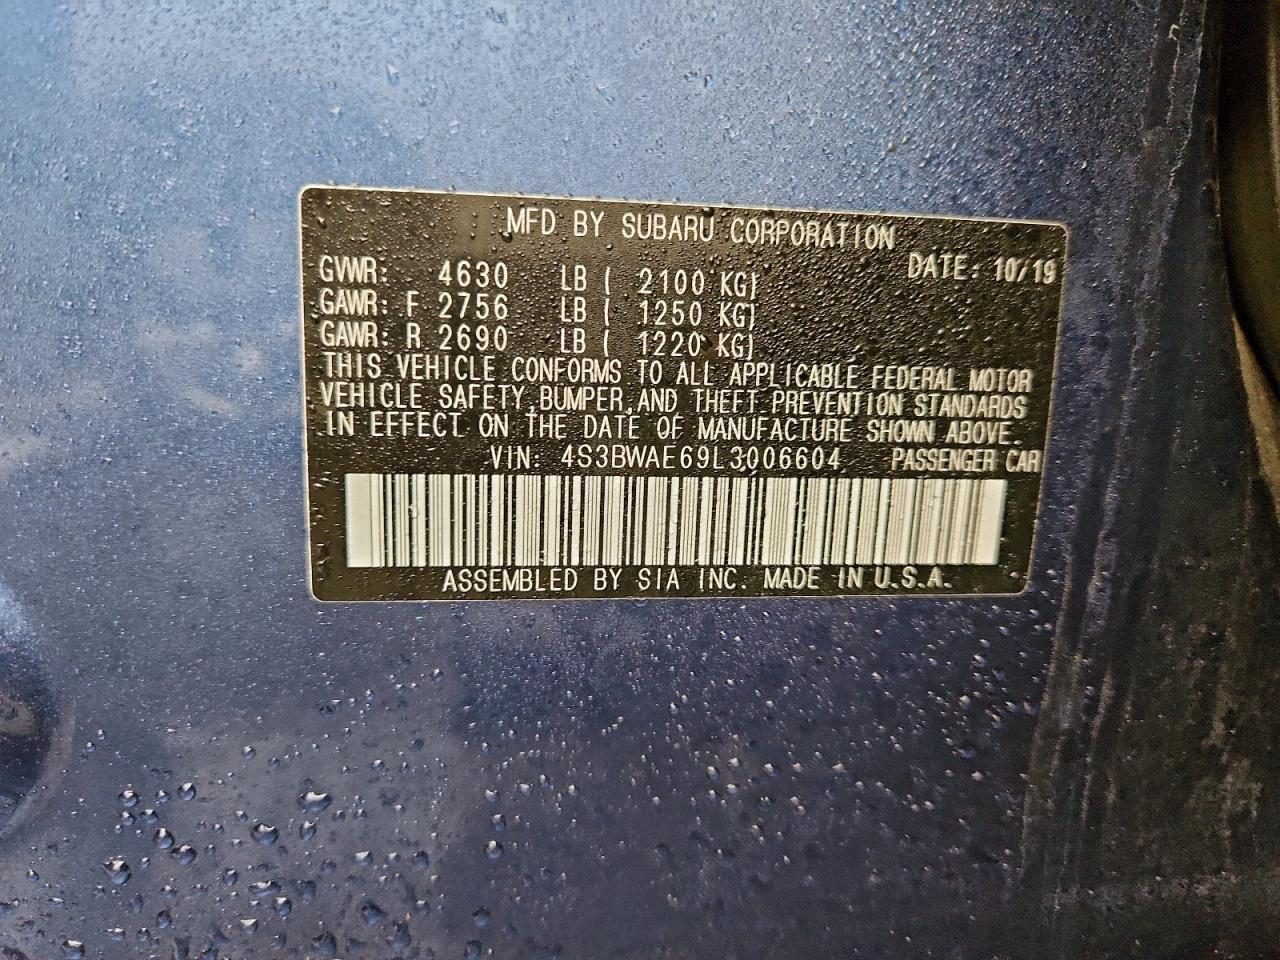 MFD BY SUBARU CORPORATION
GVWR: 4630 LB ( 2100 KG) DATE: 10/19
GAWR: F 2756 LB ( 1250 KG)
GAWR: R 2690 LB ( 1220 KG)
THIS VEHICLE CONFORMS TO ALL APPLICABLE FEDERAL MOTOR
VEHICLE SAFETY,BUMPER,AND THEFT PREVENTION STANDARDS
IN EFFECT ON THE DATE OF MANUFACTURE SHOWN ABOVE.
VIN: 4S3BWAE69L3006604 PASSENGER CAR
ASSEMBLED BY SIA INC. MADE IN U.S.A.